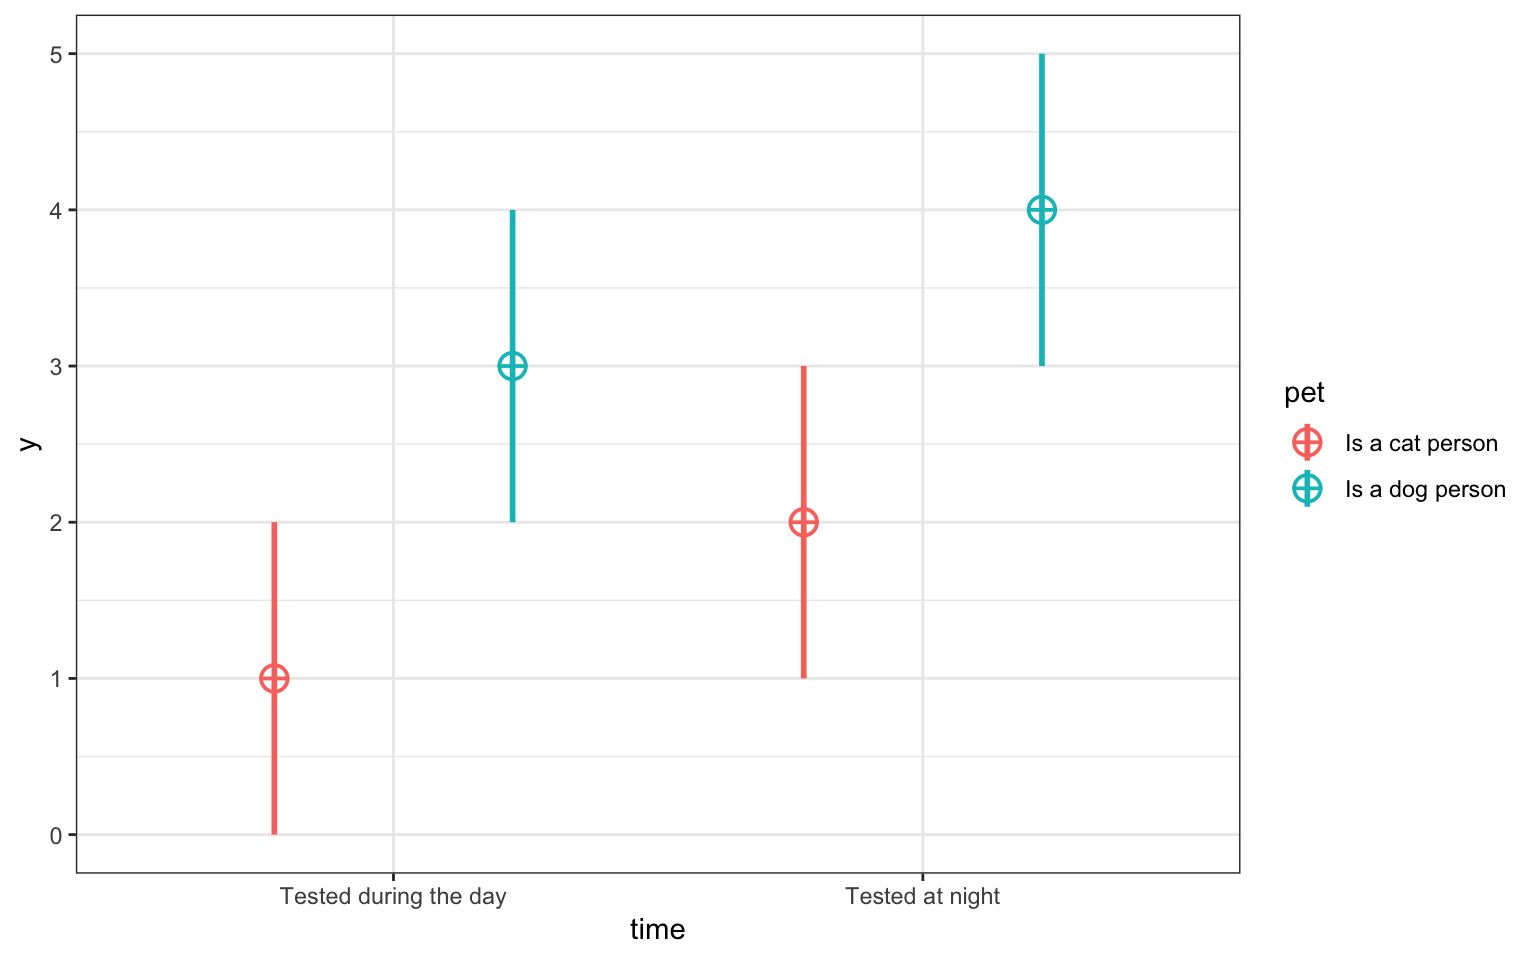 5
4
3
2
1
0
y
Tested during the day
Tested at night
time
pet
Is a cat person
Is a dog person